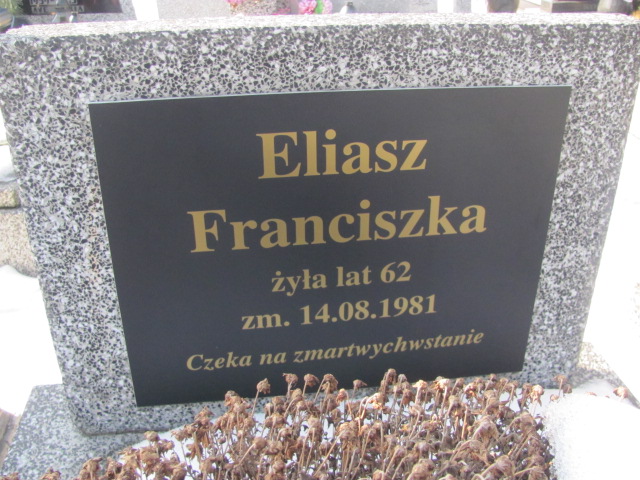 Eliasz
Franciszka
żyła lat 62
zm. 14.08.1981
Czeka na zmartwychwstanie